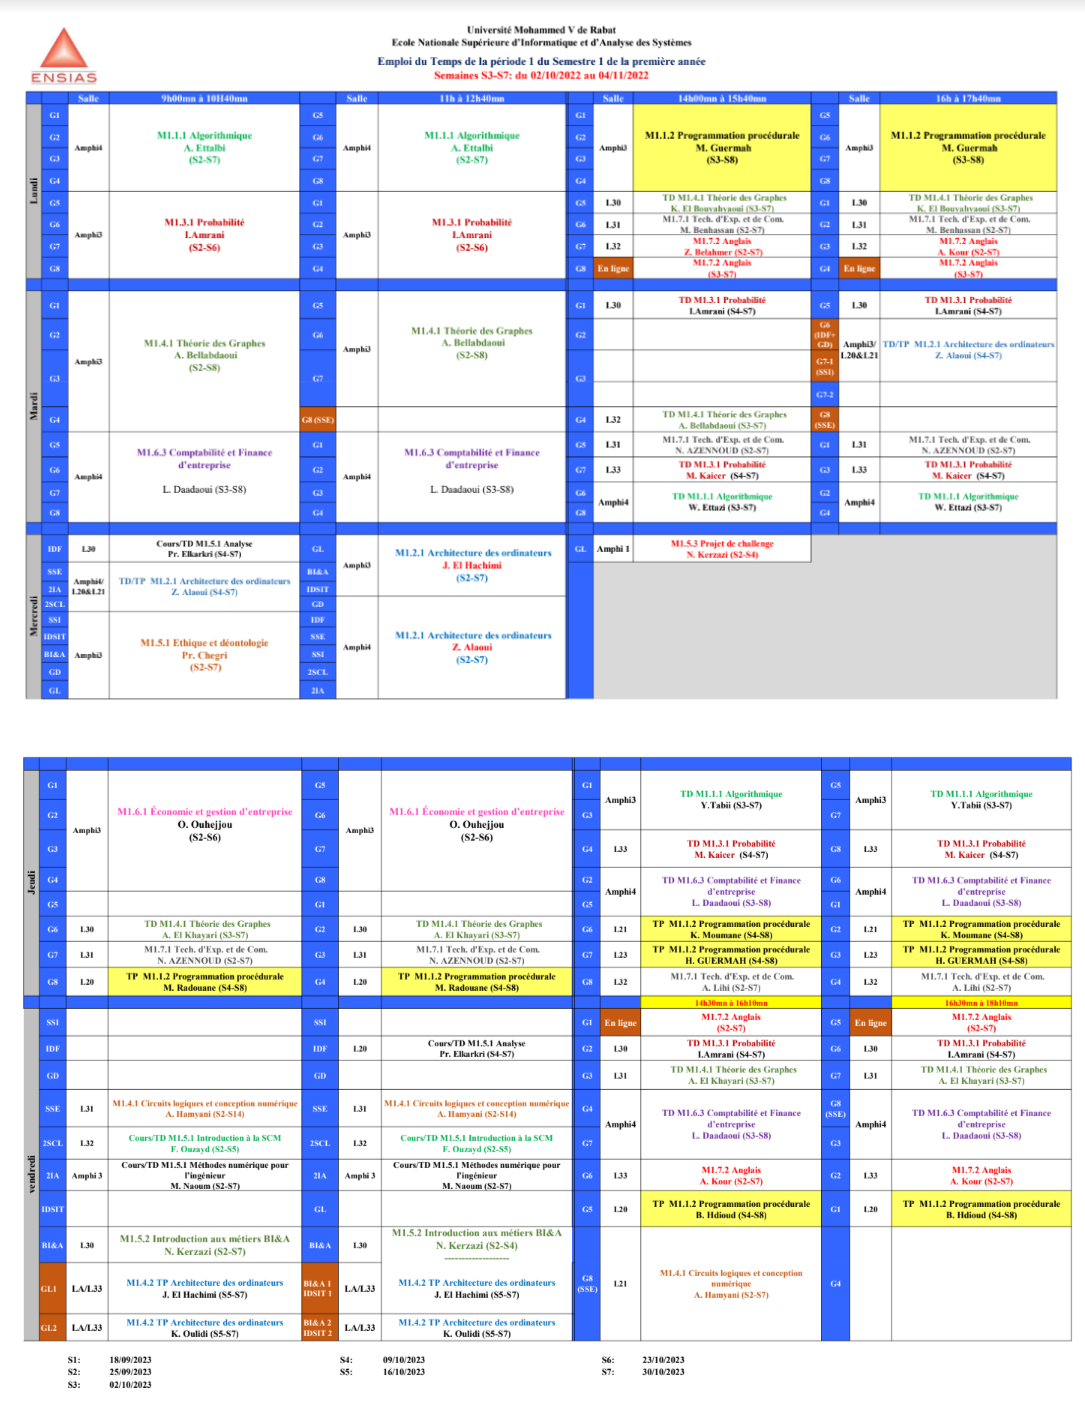 Université Mohammed V de Rabat
Ecole Nationale Supérieure d'Informatique et d'Analyse des Systèmes
Emploi du Temps de la période 1 du Semestre 1 de la première année
Semaines S3-S7: du 02/10/2022 au 04/11/2022
ENSIAS
Salle 9h00mn à 10H40mn Salle 11h à 12h40mn Salle 14h00mn à 15h40mn Salle 16h à 17h40mn
Lundi
G1 G2 G3 G4 Amphi4
M1.1.1 Algorithmique
A. Ettalbi
(S2-S7)
G5 G6 G7 G8 Amphi4
M1.1.1 Algorithmique
A. Ettalbi
(S2-S7)
G1 G2 G3 G4 Amphi3
M1.1.2 Programmation procédurale
M. Guermah
(S3-S8)
G5 G6 G7 G8 Amphi3
M1.1.2 Programmation procédurale
M. Guermah
(S3-S8)
G5 G6 G7 G8 Amphi3
M1.3.1 Probabilité
I.Amrani
(S2-S6)
G1 G2 G3 G4 Amphi3
M1.3.1 Probabilité
I.Amrani
(S2-S6)
G5 L30 TD M1.4.1 Théorie des Graphes
K. El Bouyahyaoui (S3-S7)
G1 L30 TD M1.4.1 Théorie des Graphes
K. El Bouyahyaoui (S3-S7)
G6 L31 M1.7.1 Tech. d'Exp. et de Com.
M. Benhassan (S2-S7)
G2 L31 M1.7.1 Tech. d'Exp. et de Com.
M. Benhassan (S2-S7)
G7 L32 M1.7.2 Anglais
Z. Belahmer (S2-S7)
G3 L32 M1.7.2 Anglais
A. Kour (S2-S7)
G8 En ligne M1.7.2 Anglais
(S3-S7)
G4 En ligne M1.7.2 Anglais
(S3-S7)
Mardi
G1 G2 G3 G4 Amphi3
M1.4.1 Théorie des Graphes
A. Bellabdaoui
(S2-S8)
G5 G6 G7 G8 (SSE) Amphi3
M1.4.1 Théorie des Graphes
A. Bellabdaoui
(S2-S8)
G1 L30 TD M1.3.1 Probabilité
I.Amrani (S4-S7)
G5 L30 TD M1.3.1 Probabilité
I.Amrani (S4-S7)
G2
G3
G6
(IDF+
GD)
G7-1
(SSI)
G7-2
Amphi3/
L20&L21
TD/TP M1.2.1 Architecture des ordinateurs
Z. Alaoui (S4-S7)
G4 L32 TD M1.4.1 Théorie des Graphes
A. Bellabdaoui (S3-S7)
G8
(SSE)
G5 G6 G7 G8 Amphi4
M1.6.3 Comptabilité et Finance
d'entreprise
L. Daadaoui (S3-S8)
G1 G2 G3 G4 Amphi4
M1.6.3 Comptabilité et Finance
d'entreprise
L. Daadaoui (S3-S8)
G5 L31 M1.7.1 Tech. d'Exp. et de Com.
N. AZENNOUD (S2-S7)
G1 L31 M1.7.1 Tech. d'Exp. et de Com.
N. AZENNOUD (S2-S7)
G7 L33 TD M1.3.1 Probabilité
M. Kaicer (S4-S7)
G3 L33 TD M1.3.1 Probabilité
M. Kaicer (S4-S7)
G6 G8 Amphi4 TD M1.1.1 Algorithmique
W. Ettazi (S3-S7)
G2 G4 Amphi4 TD M1.1.1 Algorithmique
W. Ettazi (S3-S7)
Mercredi
IDF L30 Cours/TD M1.5.1 Analyse
Pr. Elkarkri (S4-S7)
SSE 2IA 2SCL Amphi4/
L20&L21
TD/TP M1.2.1 Architecture des ordinateurs
Z. Alaoui (S4-S7)
SSI IDSIT BI&A GD GL Amphi3
M1.5.1 Ethique et déontologie
Pr. Chegri
(S2-S7)
GL BI&A IDSIT GD Amphi3
M1.2.1 Architecture des ordinateurs
J. El Hachimi
(S2-S7)
IDF SSE SSI 2SCL 2IA Amphi4
M1.2.1 Architecture des ordinateurs
Z. Alaoui
(S2-S7)
GL Amphi 1 M1.5.3 Projet de challenge
N. Kerzazi (S2-S4)
Jeudi
G1 G2 G3 G4 G5 Amphi3
M1.6.1 Économie et gestion d'entreprise
O. Ouhejjou
(S2-S6)
G5 G6 G7 G8 G1 Amphi3
M1.6.1 Économie et gestion d'entreprise
O. Ouhejjou
(S2-S6)
G1 G3 Amphi3 TD M1.1.1 Algorithmique
Y.Tabii (S3-S7)
G5 G7 Amphi3 TD M1.1.1 Algorithmique
Y.Tabii (S3-S7)
G4 L33 TD M1.3.1 Probabilité
M. Kaicer (S4-S7)
G8 L33 TD M1.3.1 Probabilité
M. Kaicer (S4-S7)
G2 G5 Amphi4 TD M1.6.3 Comptabilité et Finance
d'entreprise
L. Daadaoui (S3-S8)
G6 G1 Amphi4 TD M1.6.3 Comptabilité et Finance
d'entreprise
L. Daadaoui (S3-S8)
G6 L30 TD M1.4.1 Théorie des Graphes
A. El Khayari (S3-S7)
G2 L30 TD M1.4.1 Théorie des Graphes
A. El Khayari (S3-S7)
G6 L21 TP M1.1.2 Programmation procédurale
K. Moumane (S4-S8)
G2 L21 TP M1.1.2 Programmation procédurale
K. Moumane (S4-S8)
G7 L31 M1.7.1 Tech. d'Exp. et de Com.
N. AZENNOUD (S2-S7)
G3 L31 M1.7.1 Tech. d'Exp. et de Com.
N. AZENNOUD (S2-S7)
G7 L23 TP M1.1.2 Programmation procédurale
H. GUERMAH (S4-S8)
G3 L23 TP M1.1.2 Programmation procédurale
H. GUERMAH (S4-S8)
G8 L20 TP M1.1.2 Programmation procédurale
M. Radouane (S4-S8)
G4 L20 TP M1.1.2 Programmation procédurale
M. Radouane (S4-S8)
G8 L32 M1.7.1 Tech. d'Exp. et de Com.
A. Lihi (S2-S7)
G4 L32 M1.7.1 Tech. d'Exp. et de Com.
A. Lihi (S2-S7)
14h30mn à 16h10mn 16h30mn à 18h10mn
vendredi
SSI SSI
G1 En ligne M1.7.2 Anglais
(S2-S7)
G5 En ligne M1.7.2 Anglais
(S2-S7)
IDF IDF L20 Cours/TD M1.5.1 Analyse
Pr. Elkarkri (S4-S7)
G2 L30 TD M1.3.1 Probabilité
I.Amrani (S4-S7)
G6 L30 TD M1.3.1 Probabilité
I.Amrani (S4-S7)
GD GD
G3 L31 TD M1.4.1 Théorie des Graphes
A. El Khayari (S3-S7)
G7 L31 TD M1.4.1 Théorie des Graphes
A. El Khayari (S3-S7)
SSE L31 M1.4.1 Circuits logiques et conception numérique
A. Hamyani (S2-S14)
SSE L31 M1.4.1 Circuits logiques et conception numérique
A. Hamyani (S2-S14)
G4 G7 Amphi4 TD M1.6.3 Comptabilité et Finance
d'entreprise
L. Daadaoui (S3-S8)
G8
(SSE)
G3 Amphi4 TD M1.6.3 Comptabilité et Finance
d'entreprise
L. Daadaoui (S3-S8)
2SCL L32 Cours/TD M1.5.1 Introduction à la SCM
F. Ouzayd (S2-S5)
2SCL L32 Cours/TD M1.5.1 Introduction à la SCM
F. Ouzayd (S2-S5)
2IA Amphi 3 Cours/TD M1.5.1 Méthodes numérique pour
l'ingénieur
M. Naoum (S2-S7)
2IA Amphi 3 Cours/TD M1.5.1 Méthodes numérique pour
l'ingénieur
M. Naoum (S2-S7)
G6 L33 M1.7.2 Anglais
A. Kour (S2-S7)
G2 L33 M1.7.2 Anglais
A. Kour (S2-S7)
IDSIT GL
G5 L20 TP M1.1.2 Programmation procédurale
B. Hdioud (S4-S8)
G1 L20 TP M1.1.2 Programmation procédurale
B. Hdioud (S4-S8)
BI&A L30 M1.5.2 Introduction aux métiers BI&A
N. Kerzazi (S2-S7)
BI&A L30 M1.5.2 Introduction aux métiers BI&A
N. Kerzazi (S2-S4)
-------------------
GL1 LA/L33 M1.4.2 TP Architecture des ordinateurs
J. El Hachimi (S5-S7)
BI&A 1
IDSIT 1
LA/L33 M1.4.2 TP Architecture des ordinateurs
J. El Hachimi (S5-S7)
G8
(SSE)
L21 M1.4.1 Circuits logiques et conception
numérique
A. Hamyani (S2-S7)
G4
GL2 LA/L33 M1.4.2 TP Architecture des ordinateurs
K. Oulidi (S5-S7)
BI&A 2
IDSIT 2
LA/L33 M1.4.2 TP Architecture des ordinateurs
K. Oulidi (S5-S7)
S1: 18/09/2023 S4: 09/10/2023 S6: 23/10/2023
S2: 25/09/2023 S5: 16/10/2023 S7: 30/10/2023
S3: 02/10/2023